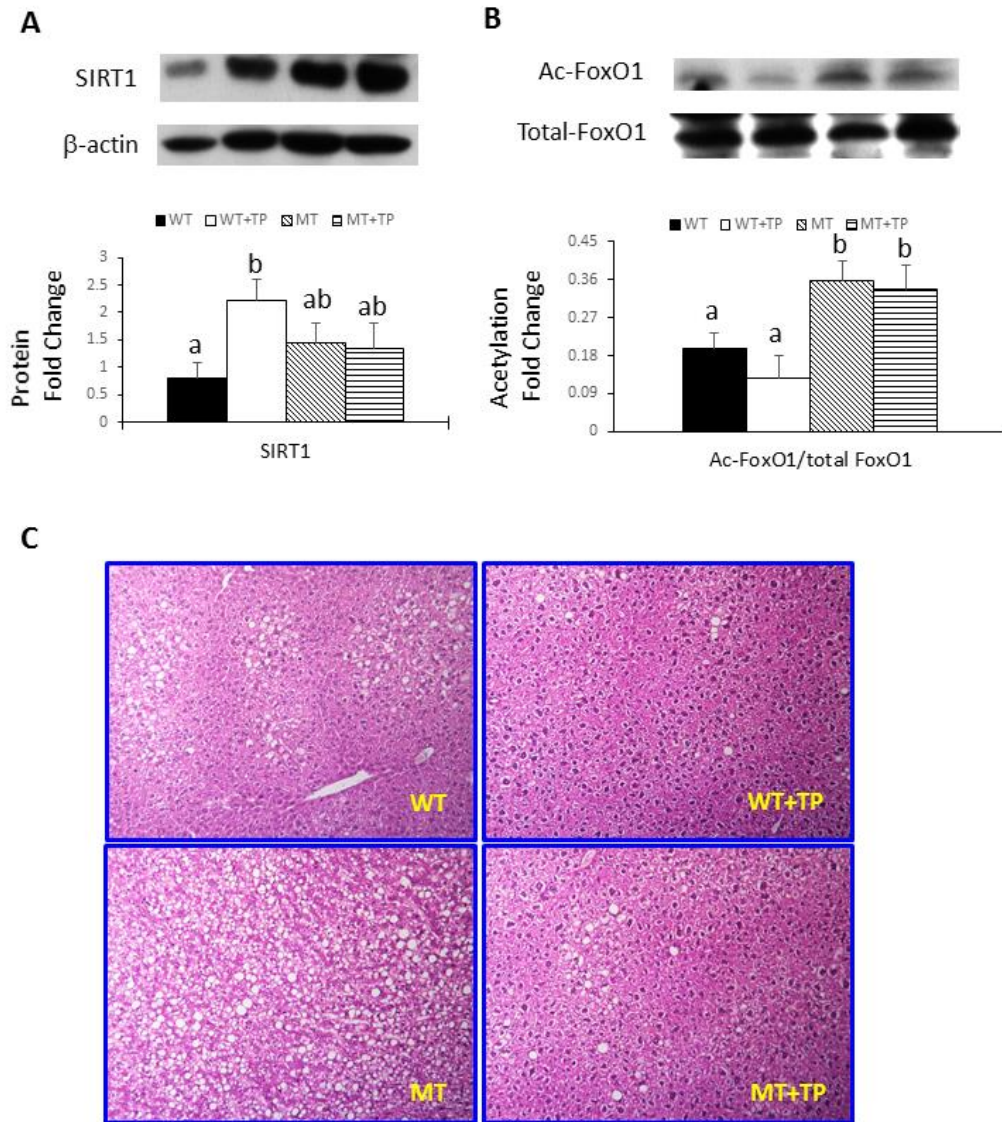 A
SIRT1
β-actin
WT WT+TP MT MT+TP
Protein
Fold Change
3
2.5
2
1.5
1
0.5
0
a
b
ab
ab
SIRT1
B
Ac-FoxO1
Total-FoxO1
WT WT+TP MT MT+TP
Acetylation
Fold Change
0.45
0.36
0.27
0.18
0.09
0
a
a
b
b
Ac-FoxO1/total FoxO1
C
WT
WT+TP
MT
MT+TP